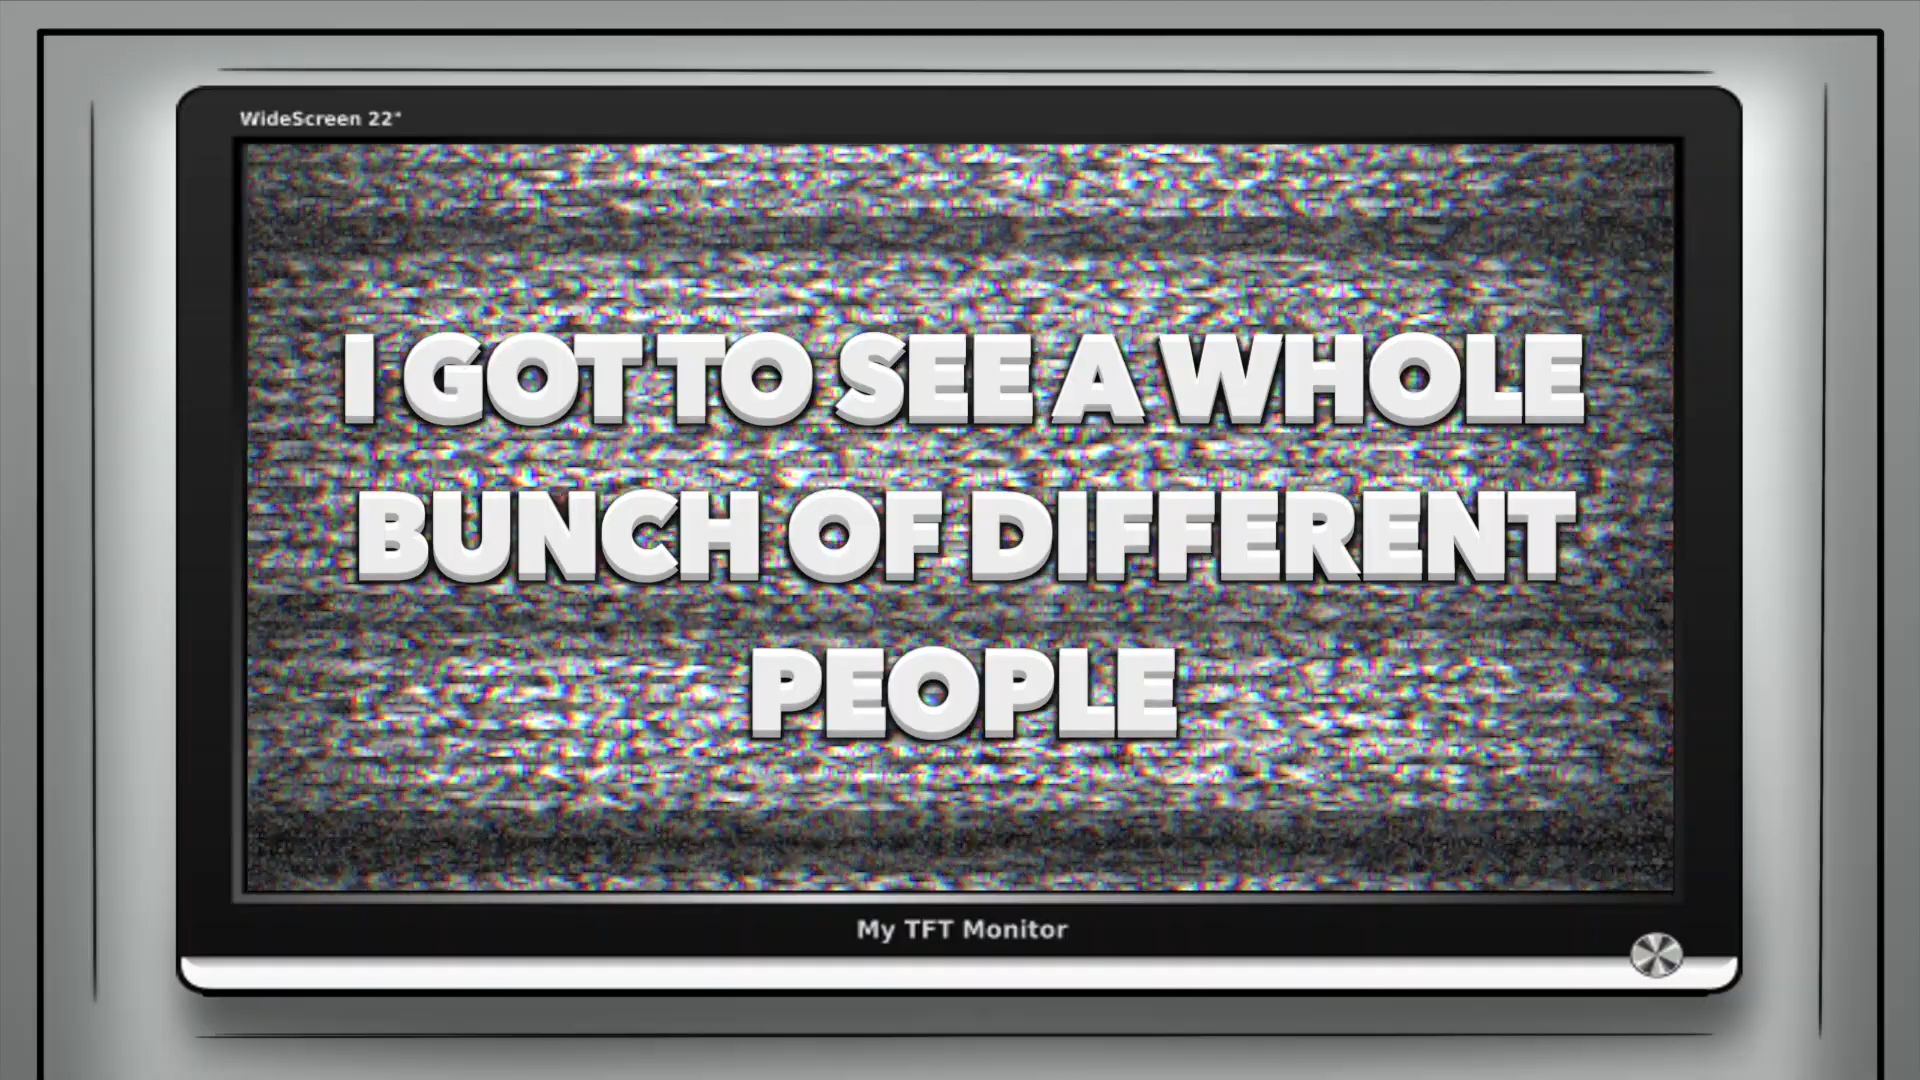 WideScreen 22"
I GOT TO SEE A WHOLE
BUNCH OF DIFFERENT
PEOPLE
My TFT Monitor